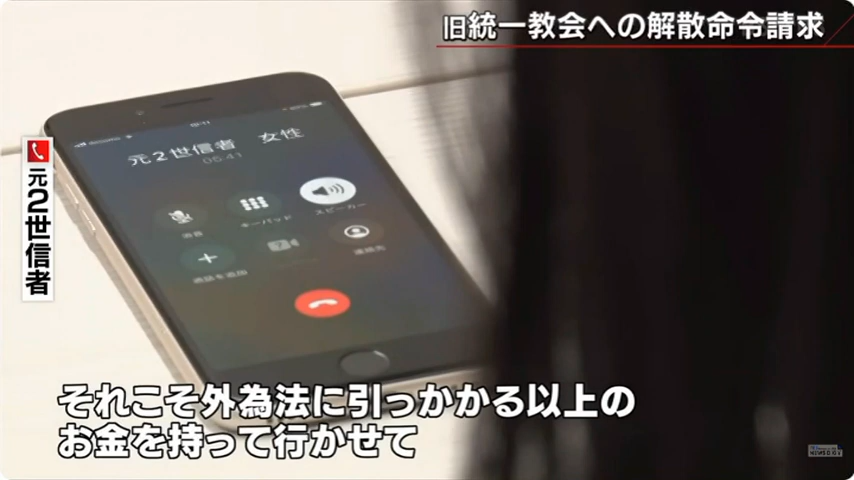 旧統一教会への解散命令請求
元2世信者
10:11
元2世信者 女性
05:41
消音
キーパッド
スピーカー
通話を追加
連絡先
それこそ外為法に引っかかる以上の
お金を持って行かせて